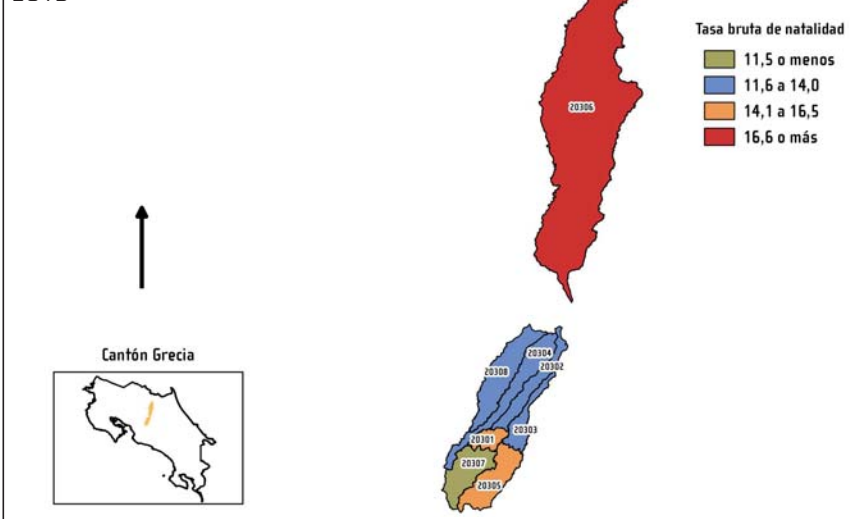 Tasa bruta de natalidad
11,5 o menos
11,6 a 14,0
14,1 a 16,5
16,6 o más
20306
Cantón Grecia
20304
20302
20308
20303
20301
20307
20305